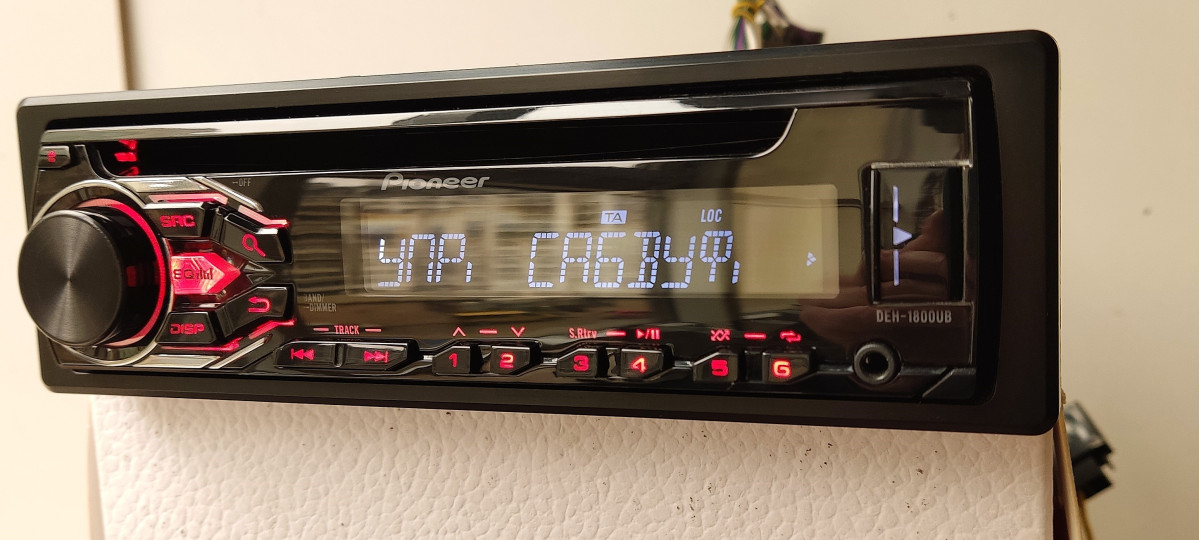 --OFF
Pioneer
SRC
TA LOC
УПР. САБВУФ,
EQ
BAND/
--DIMMER
DISP
DEH-1800UB
TRACK
S.Rtrv
1 2 3 4 5 6